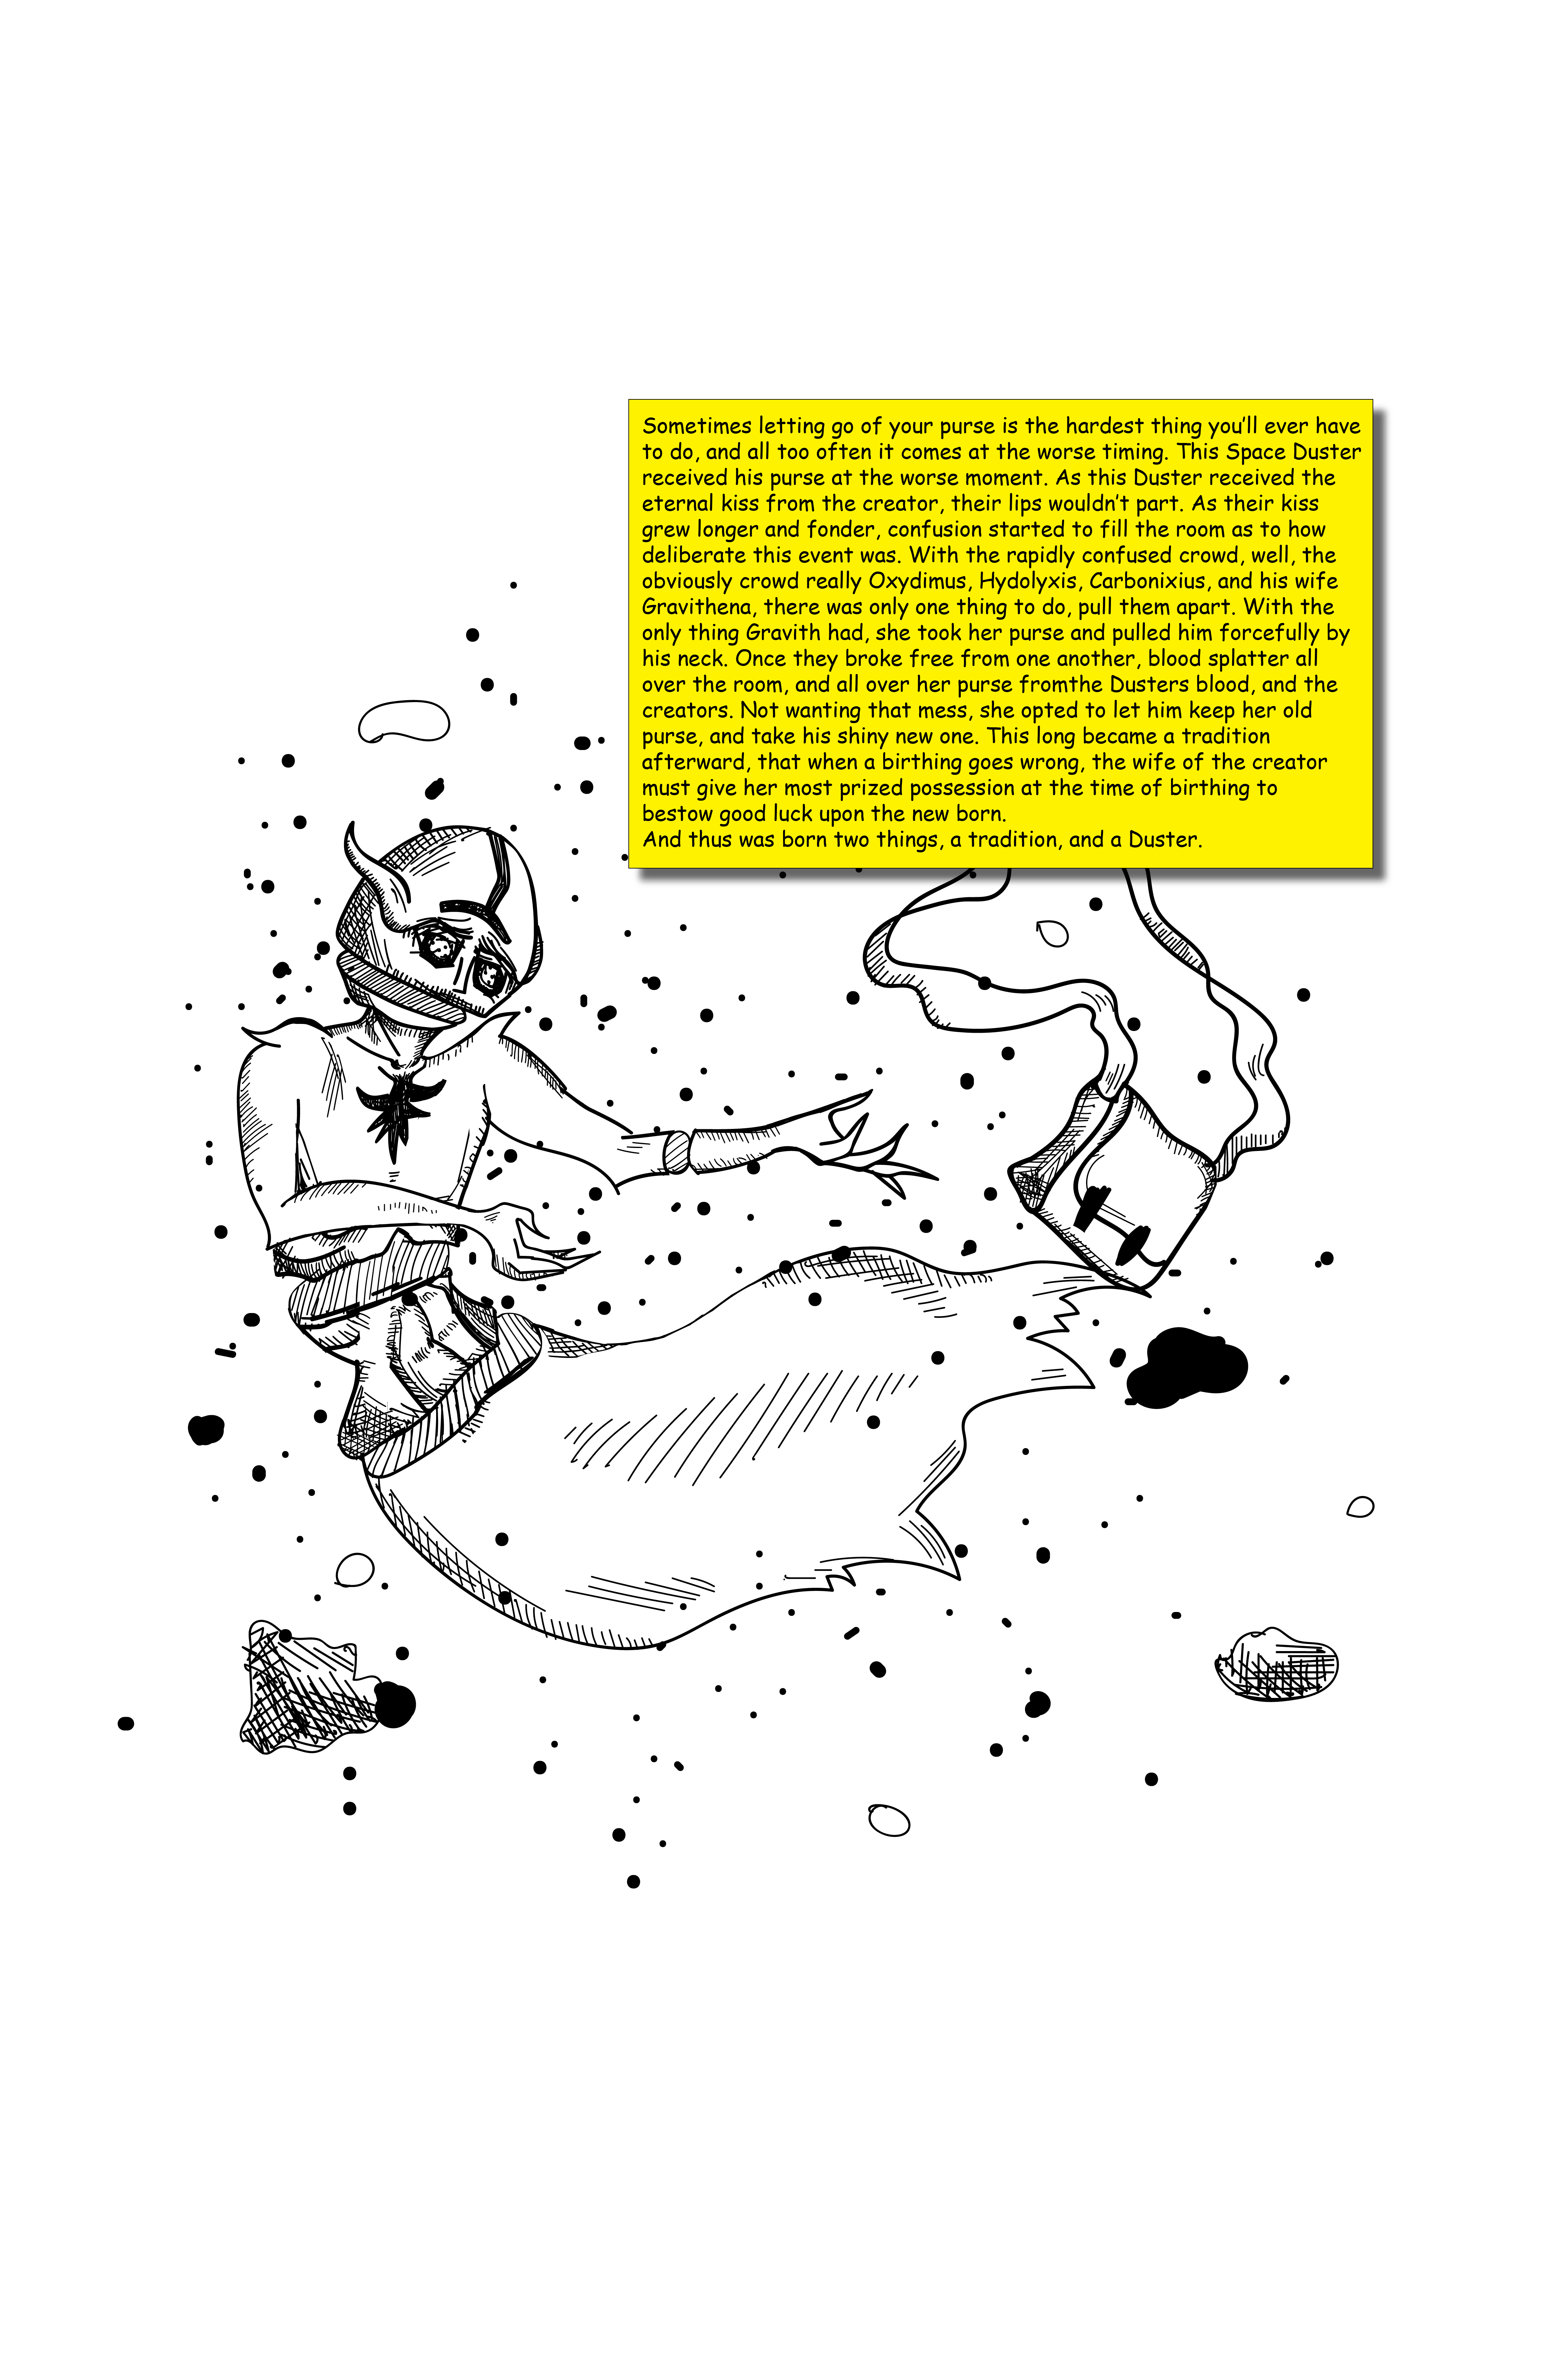 Sometimes letting go of your purse is the hardest thing you'll ever have
to do, and all too often it comes at the worse timing. This Space Duster
received his purse at the worse moment. As this Duster received the
eternal kiss from the creator, their lips wouldn't part. As their kiss
grew longer and fonder, confusion started to fill the room as to how
deliberate this event was. With the rapidly confused crowd, well, the
obviously crowd really Oxydimus, Hydolyxis, Carbonixius, and his wife
Gravithena, there was only one thing to do, pull them apart. With the
only thing Gravith had, she took her purse and pulled him forcefully by
his neck. Once they broke free from one another, blood splatter all
over the room, and all over her purse fromthe Dusters blood, and the
creators. Not wanting that mess, she opted to let him keep her old
purse, and take his shiny new one. This long became a tradition
afterward, that when a birthing goes wrong, the wife of the creator
must give her most prized possession at the time of birthing to
bestow good luck upon the new born.
And thus was born two things, a tradition, and a Duster.